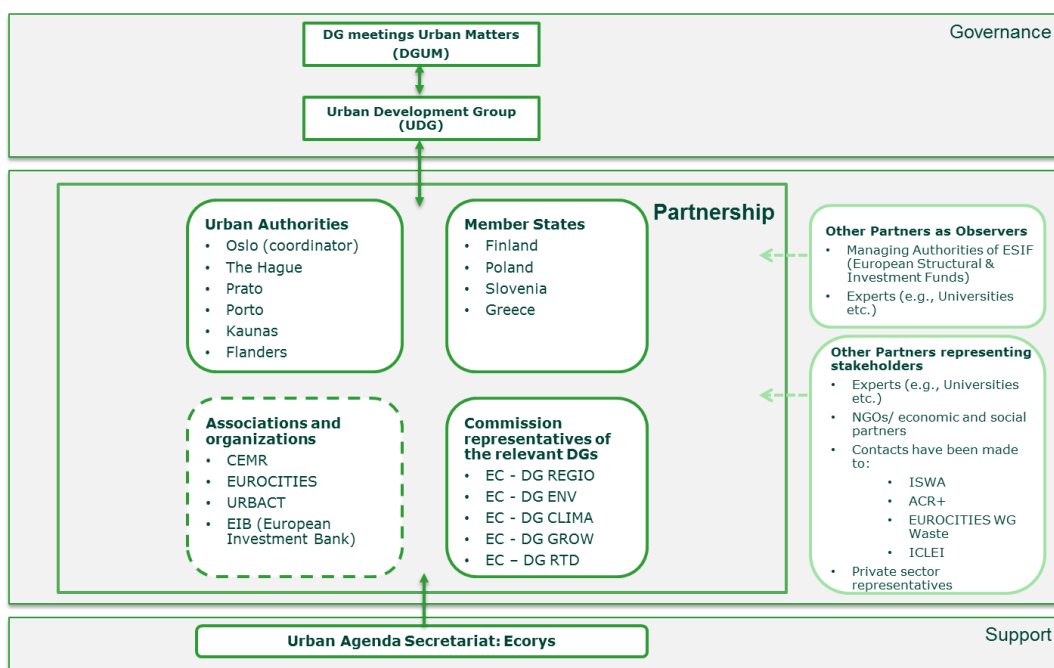 Governance
DG meetings Urban Matters
(DGUM)
Urban Development Group
(UDG)
Partnership
Urban Authorities
• Oslo (coordinator)
• The Hague
• Prato
• Porto
• Kaunas
• Flanders
Member States
• Finland
• Poland
• Slovenia
• Greece
Associations and
organizations
• CEMR
• EUROCITIES
• URBACT
• EIB (European
Investment Bank)
Commission
representatives of
the relevant DGs
• EC - DG REGIO
• EC - DG ENV
• EC - DG CLIMA
• EC - DG GROW
• EC – DG RTD
Other Partners as Observers
• Managing Authorities of ESIF
(European Structural &
Investment Funds)
• Experts (e.g., Universities
etc.)
Other Partners representing
stakeholders
• Experts (e.g., Universities
etc.)
• NGOs/ economic and social
partners
• Contacts have been made
to:
• ISWA
• ACR+
• EUROCITIES WG
Waste
• ICLEI
• Private sector
representatives
Support
Urban Agenda Secretariat: Ecorys